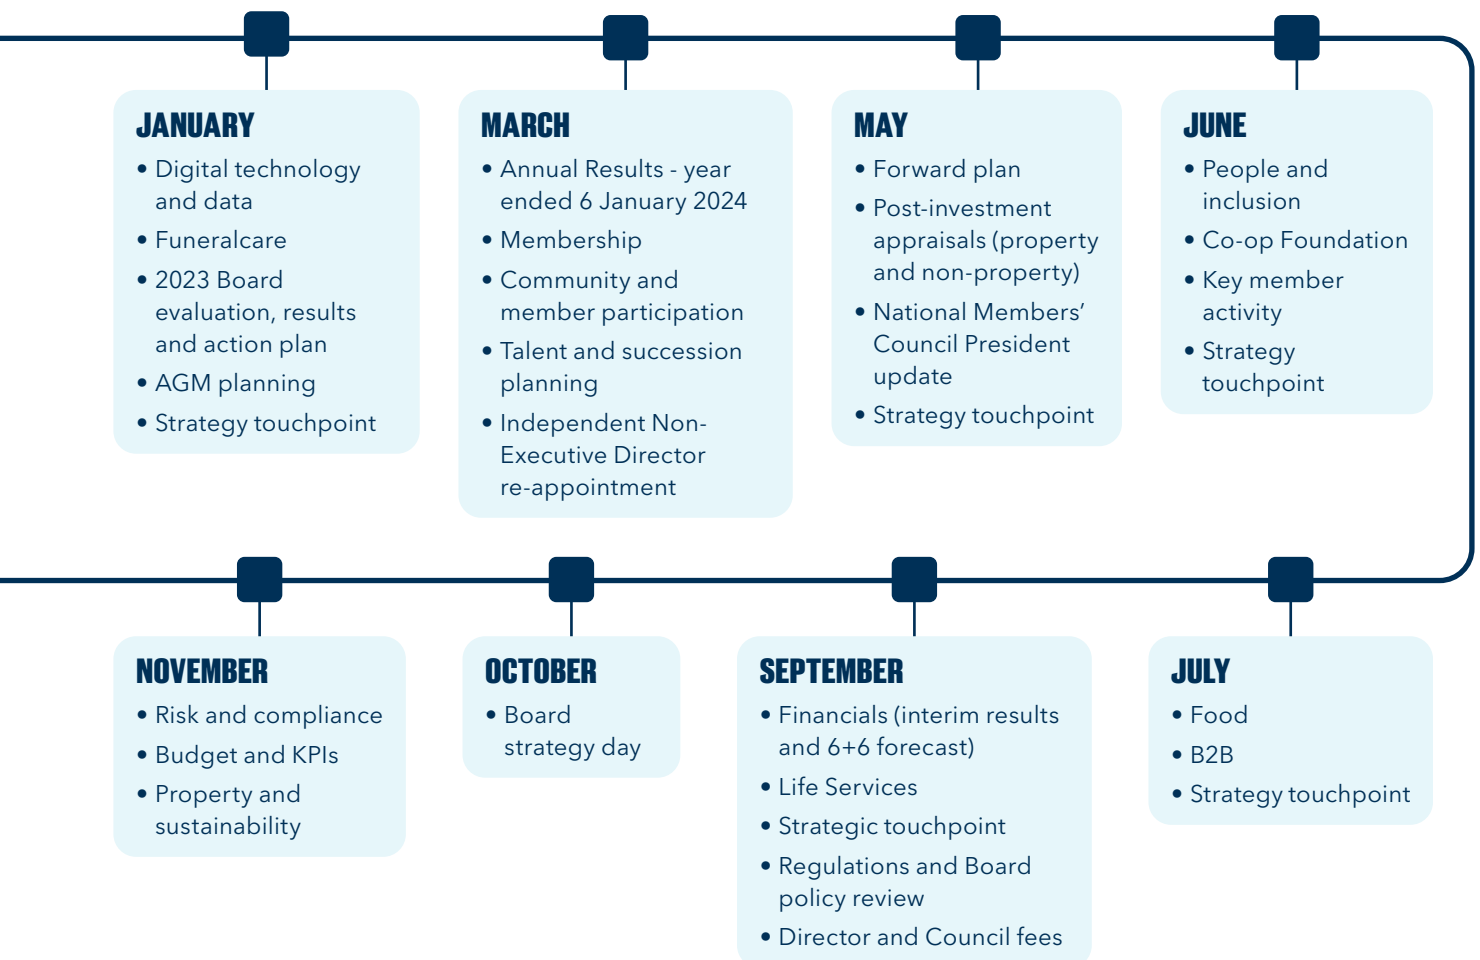 JANUARY
• Digital technology
and data
• Funeralcare
• 2023 Board
evaluation, results
and action plan
• AGM planning
• Strategy touchpoint
MARCH
• Annual Results - year
ended 6 January 2024
• Membership
• Community and
member participation
• Talent and succession
planning
• Independent Non-
Executive Director
re-appointment
MAY
• Forward plan
• Post-investment
appraisals (property
and non-property)
• National Members’
Council President
update
• Strategy touchpoint
JUNE
• People and
inclusion
• Co-op Foundation
• Key member
activity
• Strategy
touchpoint
NOVEMBER
• Risk and compliance
• Budget and KPIs
• Property and
sustainability
OCTOBER
• Board
strategy day
SEPTEMBER
• Financials (interim results
and 6+6 forecast)
• Life Services
• Strategic touchpoint
• Regulations and Board
policy review
• Director and Council fees
JULY
• Food
• B2B
• Strategy touchpoint